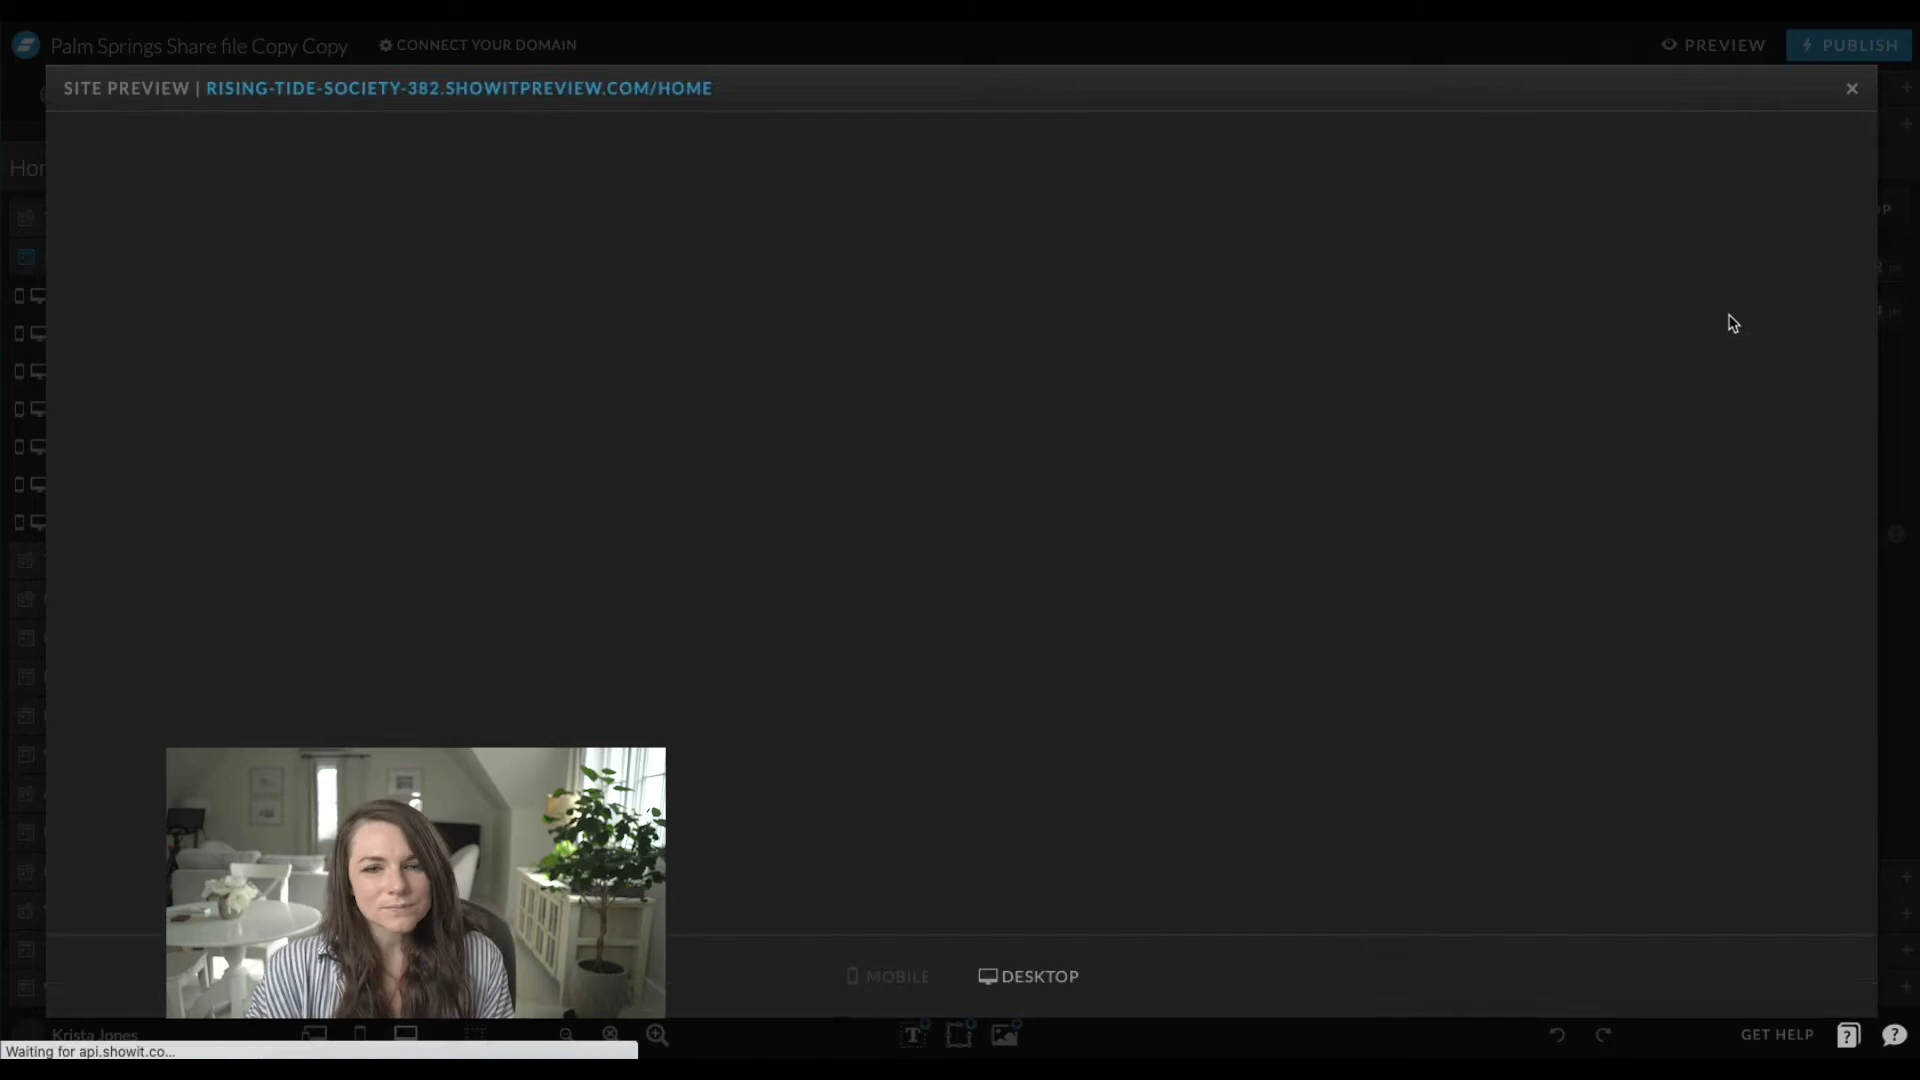 Palm Springs Share file Copy Copy
CONNECT YOUR DOMAIN
PREVIEW
PUBLISH
SITE PREVIEW | RISING-TIDE-SOCIETY-382.SHOWITPREVIEW.COM/HOME
MOBILE
DESKTOP
Krista Jones
GET HELP
Waiting for api.showit.co...